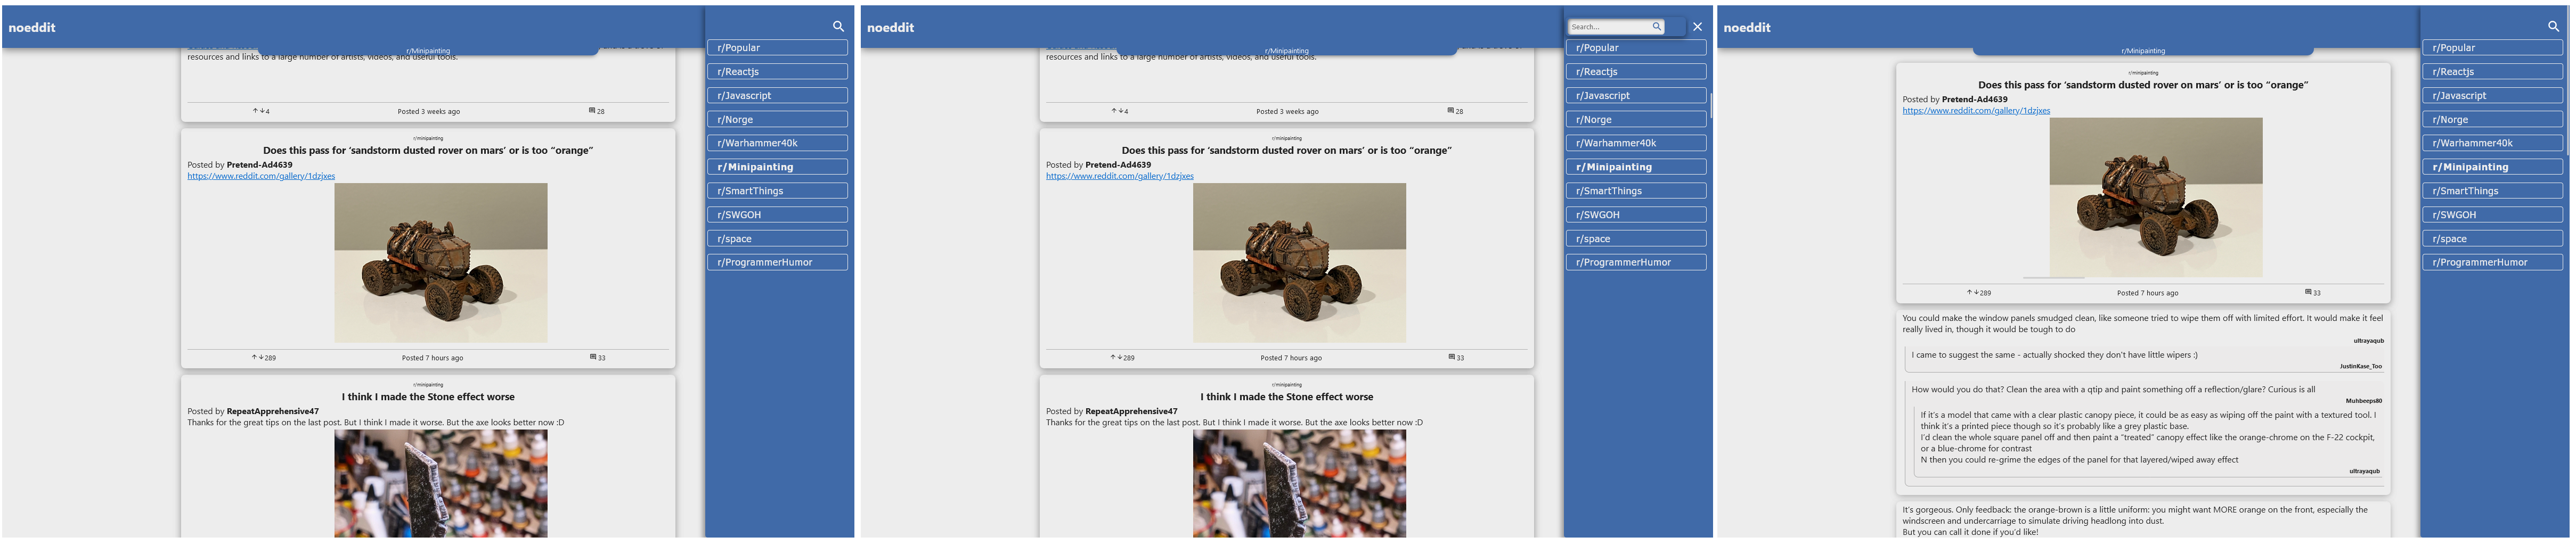 noeddit
r/Minipainting
resources and links to a large number of artists, videos, and useful tools.
4
Posted 3 weeks ago
28
r/minipainting
Does this pass for ‘sandstorm dusted rover on mars’ or is too “orange”
Posted by Pretend-Ad4639
https://www.reddit.com/gallery/1dzjxes
289
Posted 7 hours ago
33
r/minipainting
I think I made the Stone effect worse
Posted by RepeatApprehensive47
Thanks for the great tips on the last post. But I think I made it worse. But the axe looks better now :D
r/Popular
r/Reactjs
r/Javascript
r/Norge
r/Warhammer40k
r/Minipainting
r/SmartThings
r/SWGOH
r/space
r/ProgrammerHumor
noeddit
r/Minipainting
resources and links to a large number of artists, videos, and useful tools.
4
Posted 3 weeks ago
28
r/minipainting
Does this pass for ‘sandstorm dusted rover on mars’ or is too “orange”
Posted by Pretend-Ad4639
https://www.reddit.com/gallery/1dzjxes
289
Posted 7 hours ago
33
r/minipainting
I think I made the Stone effect worse
Posted by RepeatApprehensive47
Thanks for the great tips on the last post. But I think I made it worse. But the axe looks better now :D
Search...
r/Popular
r/Reactjs
r/Javascript
r/Norge
r/Warhammer40k
r/Minipainting
r/SmartThings
r/SWGOH
r/space
r/ProgrammerHumor
noeddit
r/Minipainting
r/minipainting
Does this pass for ‘sandstorm dusted rover on mars’ or is too “orange”
Posted by Pretend-Ad4639
https://www.reddit.com/gallery/1dzjxes
289
Posted 7 hours ago
33
You could make the window panels smudged clean, like someone tried to wipe them off with limited effort. It would make it feel
really lived in, though it would be tough to do
ultrayaqub
I came to suggest the same - actually shocked they don’t have little wipers :)
JustinKase_Too
How would you do that? Clean the area with a qtip and paint something off a reflection/glare? Curious is all
Muhbeeps80
If it’s a model that came with a clear plastic canopy piece, it could be as easy as wiping off the paint with a textured tool. I
think it’s a printed piece though so it’s probably like a grey plastic base.
I’d clean the whole square panel off and then paint a “treated” canopy effect like the orange-chrome on the F-22 cockpit,
or a blue-chrome for contrast
N then you could re-grime the edges of the panel for that layered/wiped away effect
ultrayaqub
It’s gorgeous. Only feedback: the orange-brown is a little uniform: you might want MORE orange on the front, especially the
windscreen and undercarriage to simulate driving headlong into dust.
But you can call it done if you’d like!
r/Popular
r/Reactjs
r/Javascript
r/Norge
r/Warhammer40k
r/Minipainting
r/SmartThings
r/SWGOH
r/space
r/ProgrammerHumor